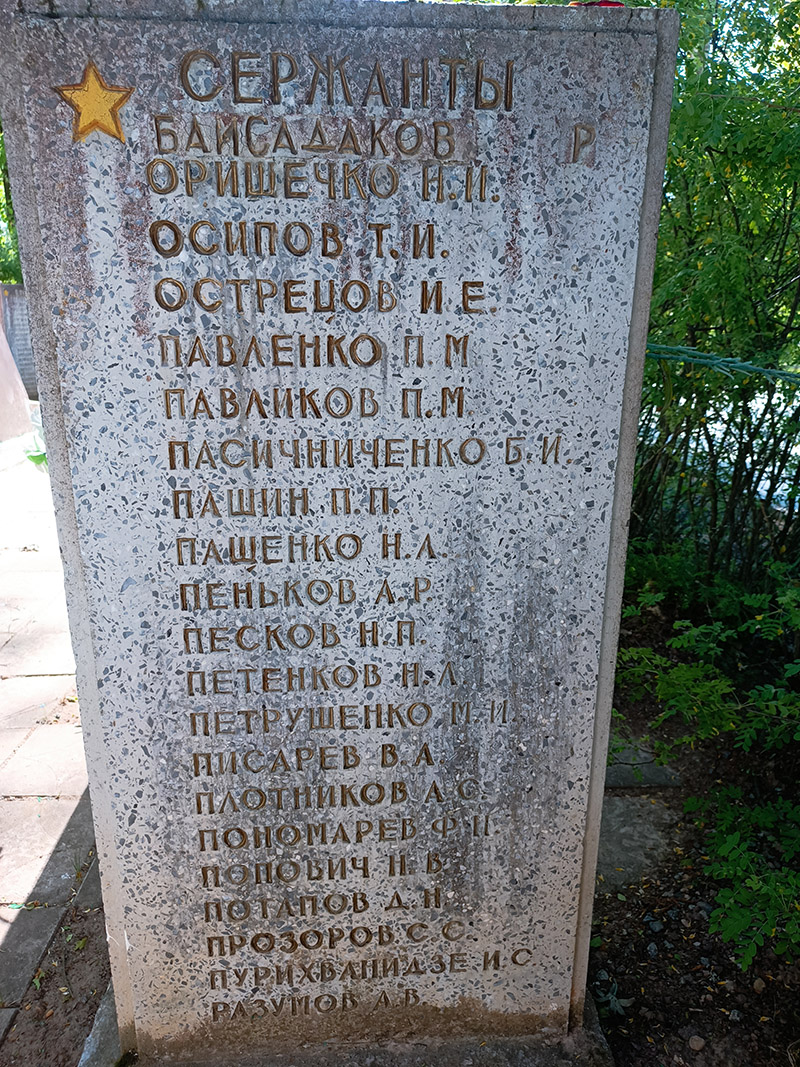 СЕРЖАНТЫ
БАЙСАДАКОВ Р
ОРИШЕЧКО Н.И.
ОСИПОВ Т.И.
ОСТРЕЦОВ И.Е.
ПАВЛЕНКО П.М
ПАВЛИКОВ П.М.
ПАСИЧНИЧЕНКО Б.И.
ПАШИН П.П.
ПАЩЕНКО Н.Л.
ПЕНЬКОВ А.Р
ПЕСКОВ Н.П.
ПЕТЕНКОВ Н.Л
ПЕТРУШЕНКО М.И.
ПИСАРЕВ В.А.
ПЛОТНИКОВ А.С.
ПОНОМАРЕВ
ПОПОВИЧ
ПОТАПОВ Д.Н
ПРОЗОРОВ С.С.
ПУРИХВАНИДЗЕ И.С
РАЗУМОВ А.В.